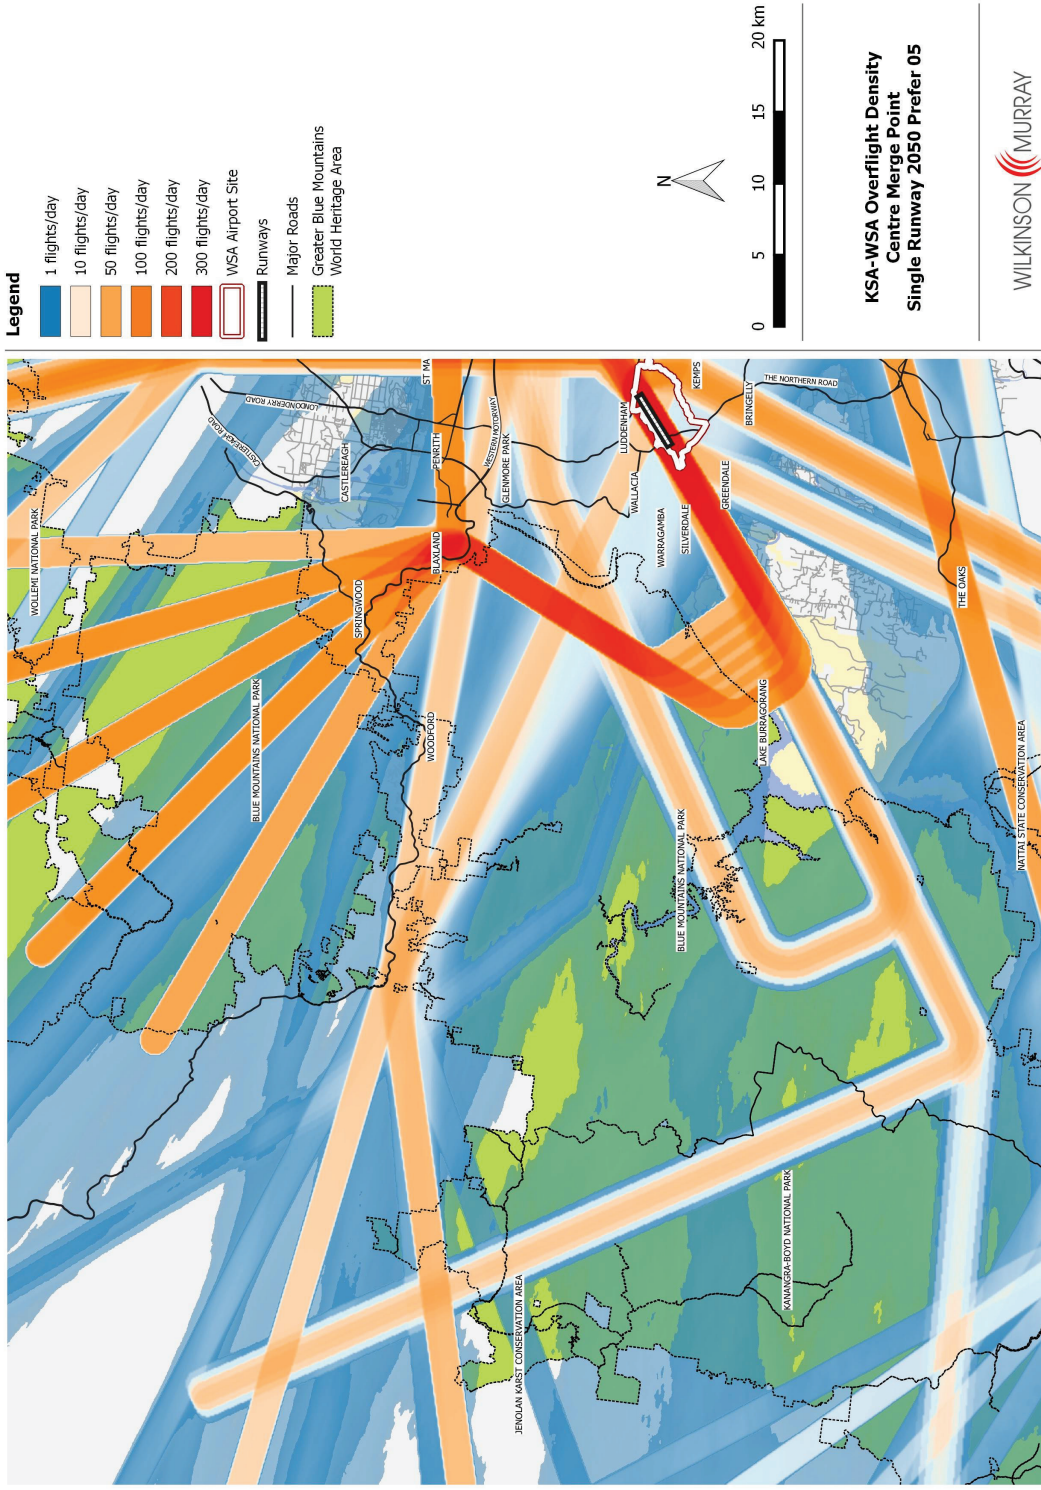 Legend
1 flights/day
10 flights/day
50 flights/day
100 flights/day
200 flights/day
300 flights/day
WSA Airport Site
Runways
Major Roads
Greater Blue Mountains
World Heritage Area
N
0 5 10 15 20 km
KSA-WSA Overflight Density
Centre Merge Point
Single Runway 2050 Prefer 05
WILKINSON MURRAY
WOLLEMI NATIONAL PARK
CASTLEREAGH ROAD
LONDONDERRY ROAD
CASTLEREAGH
BLUE MOUNTAINS NATIONAL PARK
SPRINGWOOD
BLAXLAND
PENRITH
ST MA
WOODFORD
WESTERN MOTORWAY
GLENMORE PARK
JENOLAN KARST CONSERVATION AREA
WALLACIA
LUDDENHAM
WARRAGAMBA
SILVERDALE
BLUE MOUNTAINS NATIONAL PARK
KEMPS
GREENDALE
LAKE BURRAGORANG
BRINGELLY
THE NORTHERN ROAD
KANANGRA-BOYD NATIONAL PARK
THE OAKS
NATTAI STATE CONSERVATION AREA